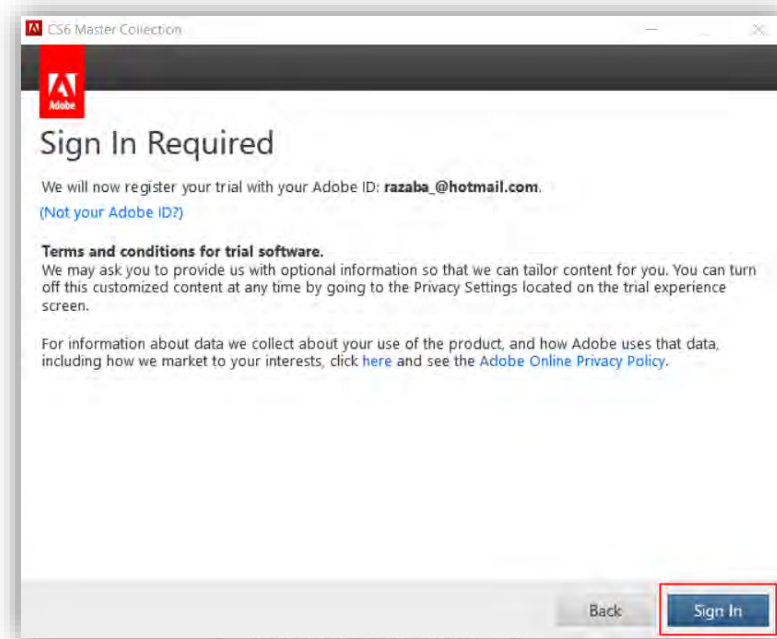 CS6 Master Collection
Adobe
Sign In Required
We will now register your trial with your Adobe ID: razaba_@hotmail.com.
(Not your Adobe ID?)
Terms and conditions for trial software.
We may ask you to provide us with optional information so that we can tailor content for you. You can turn
off this customized content at any time by going to the Privacy Settings located on the trial experience
screen.
For information about data we collect about your use of the product, and how Adobe uses that data,
including how we market to your interests, click here and see the Adobe Online Privacy Policy.
Back
Sign In